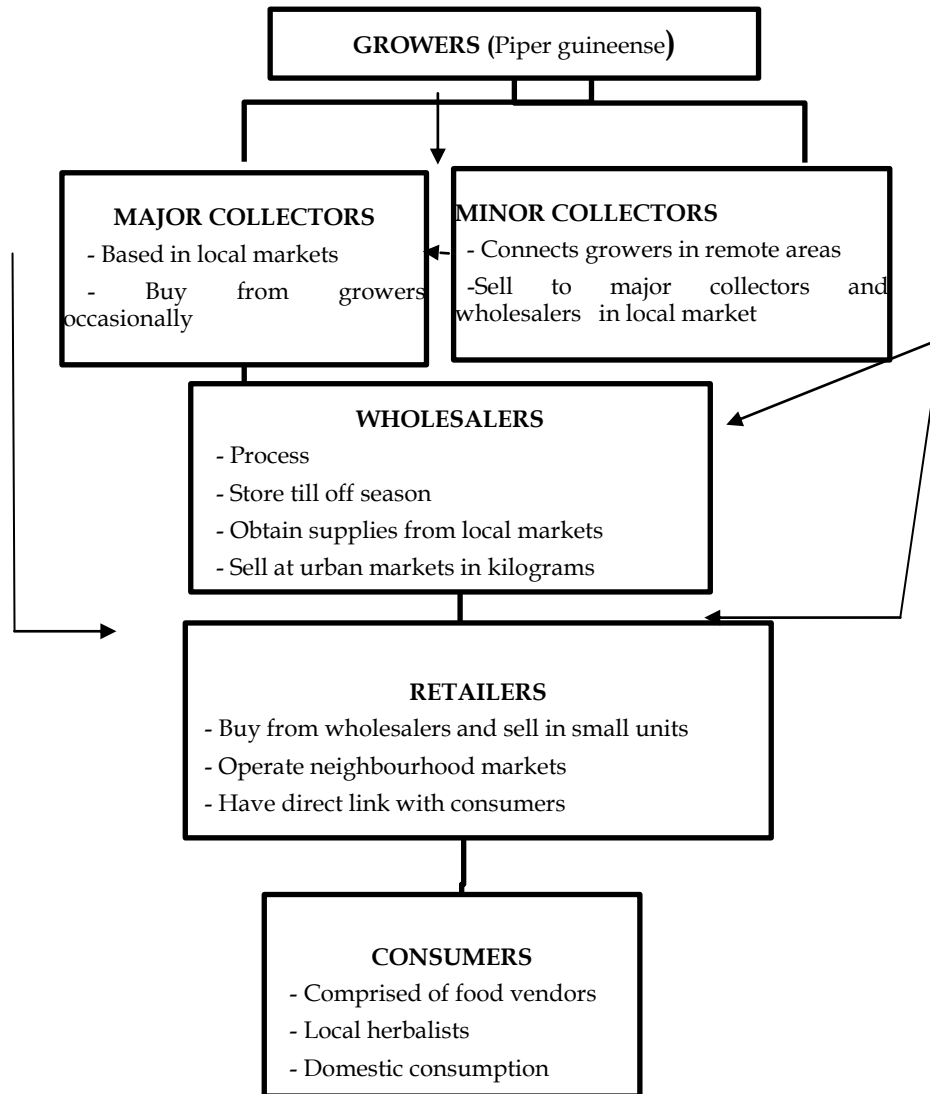 GROWERS (Piper guineense)
MAJOR COLLECTORS
- Based in local markets
- Buy from growers
occasionally
MINOR COLLECTORS
- Connects growers in remote areas
-Sell to major collectors and
wholesalers in local market
WHOLESALERS
- Process
- Store till off season
- Obtain supplies from local markets
- Sell at urban markets in kilograms
RETAILERS
- Buy from wholesalers and sell in small units
- Operate neighbourhood markets
- Have direct link with consumers
CONSUMERS
- Comprised of food vendors
- Local herbalists
- Domestic consumption